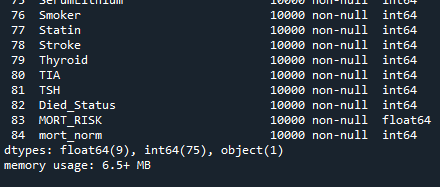 75 SerumLithium 10000 non-null int64
76 Smoker 10000 non-null int64
77 Statin 10000 non-null int64
78 Stroke 10000 non-null int64
79 Thyroid 10000 non-null int64
80 TIA 10000 non-null int64
81 TSH 10000 non-null int64
82 Died_Status 10000 non-null int64
83 MORT_RISK 10000 non-null float64
84 mort_norm 10000 non-null int64
dtypes: float64(9), int64(75), object(1)
memory usage: 6.5+ MB